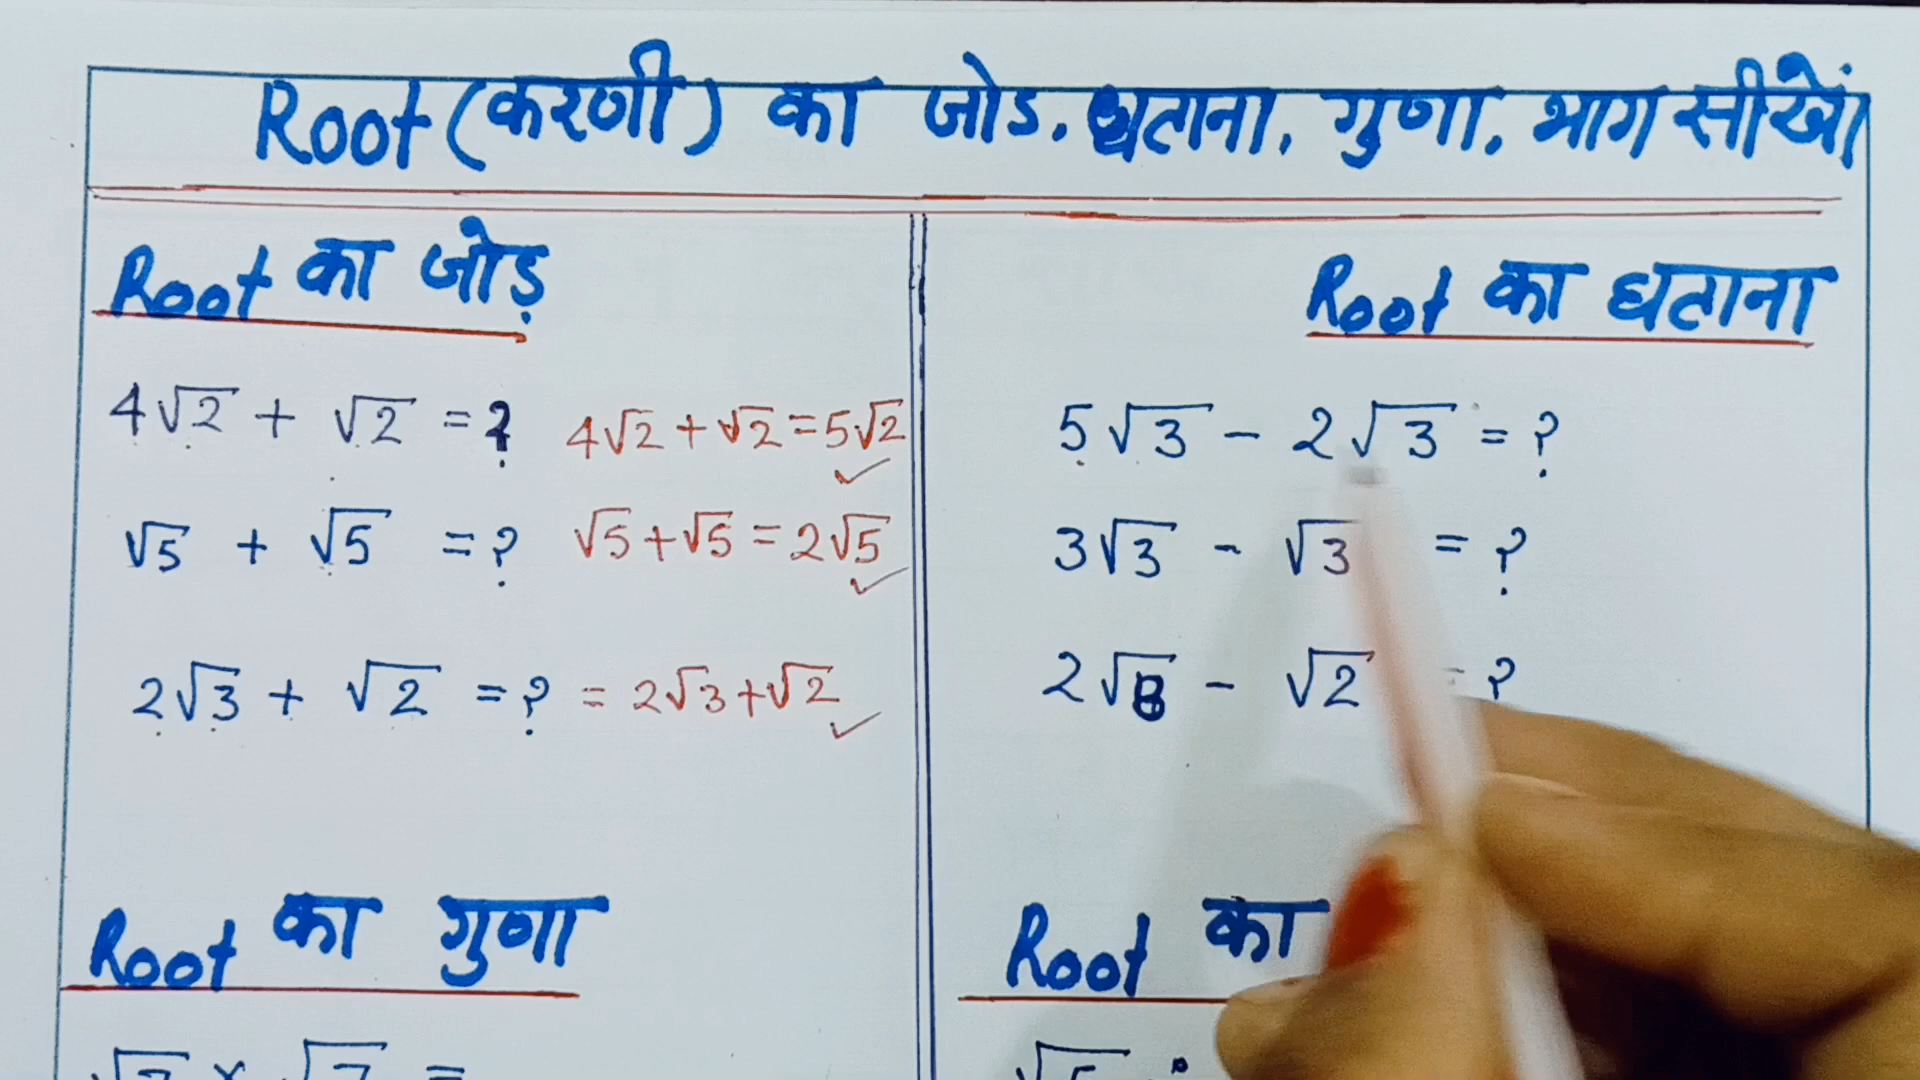 Root (करणी) का जोड, घटाना, गुणा, भाग सीखें
Root का जोड़
4√2 + √2 = ? 4√2 + √2 = 5√2 ✓
√5 + √5 = ? √5 + √5 = 2√5 ✓
2√3 + √2 = ? = 2√3 + √2 ✓
Root का घटाना
5√3 - 2√3 = ?
3√3 - √3 = ?
2√3 - √2 = ?
Root का गुणा
Root का